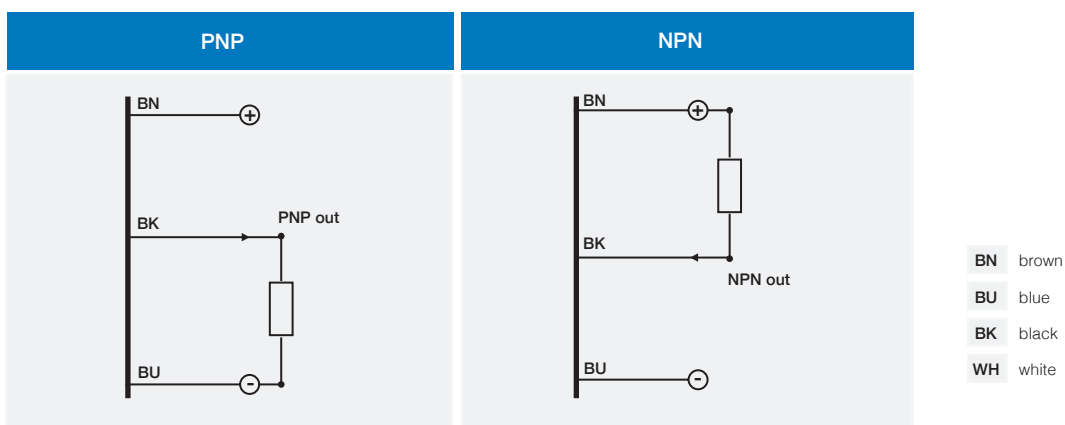 PNP
BN
+
BK
PNP out
BU
-
NPN
BN
+
BK
NPN out
BU
-
BN brown
BU blue
BK black
WH white